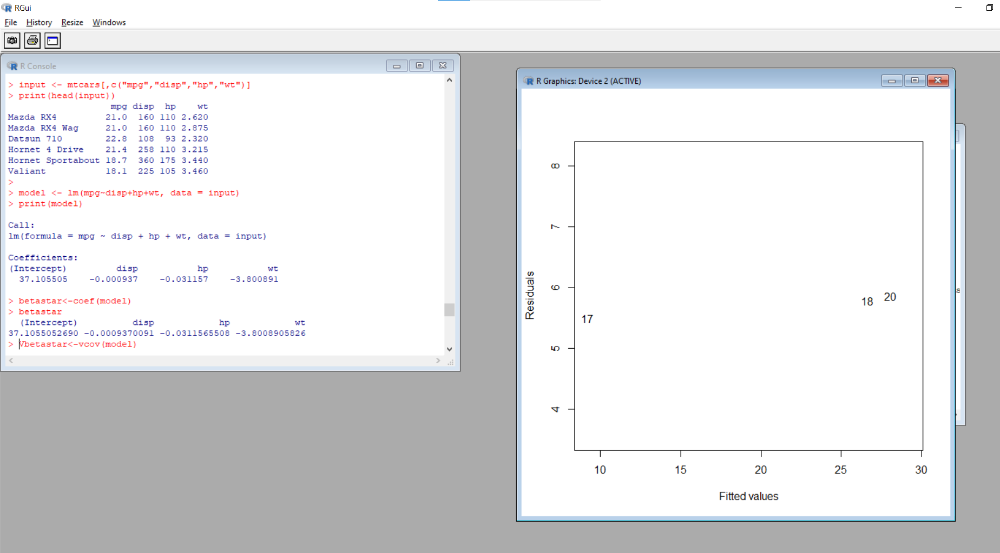 RGui
File History Resize Windows
R Console
> input <- mtcars[,c("mpg","disp","hp","wt")]
> print(head(input))
                   mpg disp  hp    wt
Mazda RX4         21.0  160 110 2.620
Mazda RX4 Wag     21.0  160 110 2.875
Datsun 710        22.8  108  93 2.320
Hornet 4 Drive    21.4  258 110 3.215
Hornet Sportabout 18.7  360 175 3.440
Valiant           18.1  225 105 3.460
>
> model <- lm(mpg~disp+hp+wt, data = input)
> print(model)
Call:
lm(formula = mpg ~ disp + hp + wt, data = input)
Coefficients:
(Intercept)         disp           hp           wt
  37.105505    -0.000937    -0.031157    -3.800891
> betastar<-coef(model)
> betastar
  (Intercept)          disp            hp            wt
37.1055052690 -0.0009370091 -0.0311565508 -3.8008905826
> Vbetastar<-vcov(model)
R Graphics: Device 2 (ACTIVE)
8
7
6
5
4
Residuals
17
18
20
10 15 20 25 30
Fitted values